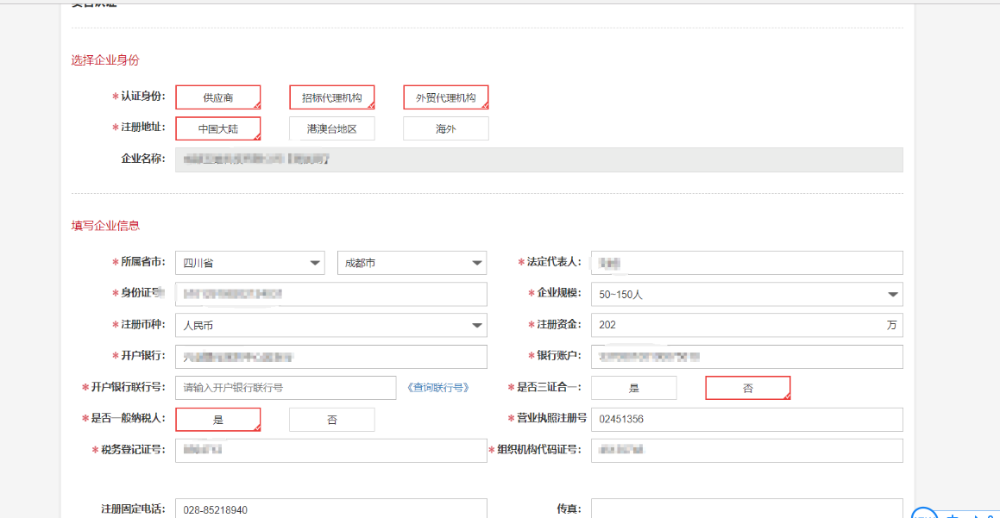 选择企业身份
*认证身份： 供应商 招标代理机构 外贸代理机构
*注册地址： 中国大陆 港澳台地区 海外
企业名称：
填写企业信息
*所属省市： 四川省 成都市 *法定代表人：
*身份证号 *企业规模： 50~150人
*注册币种： 人民币 *注册资金： 202 万
*开户银行： *银行账户：
*开户银行联行号： 请输入开户银行联行号 《查询联行号》 *是否三证合一： 是 否
*是否一般纳税人： 是 否 *营业执照注册号 02451356
*税务登记证号： *组织机构代码证号：
注册固定电话： 028-85218940 传真：